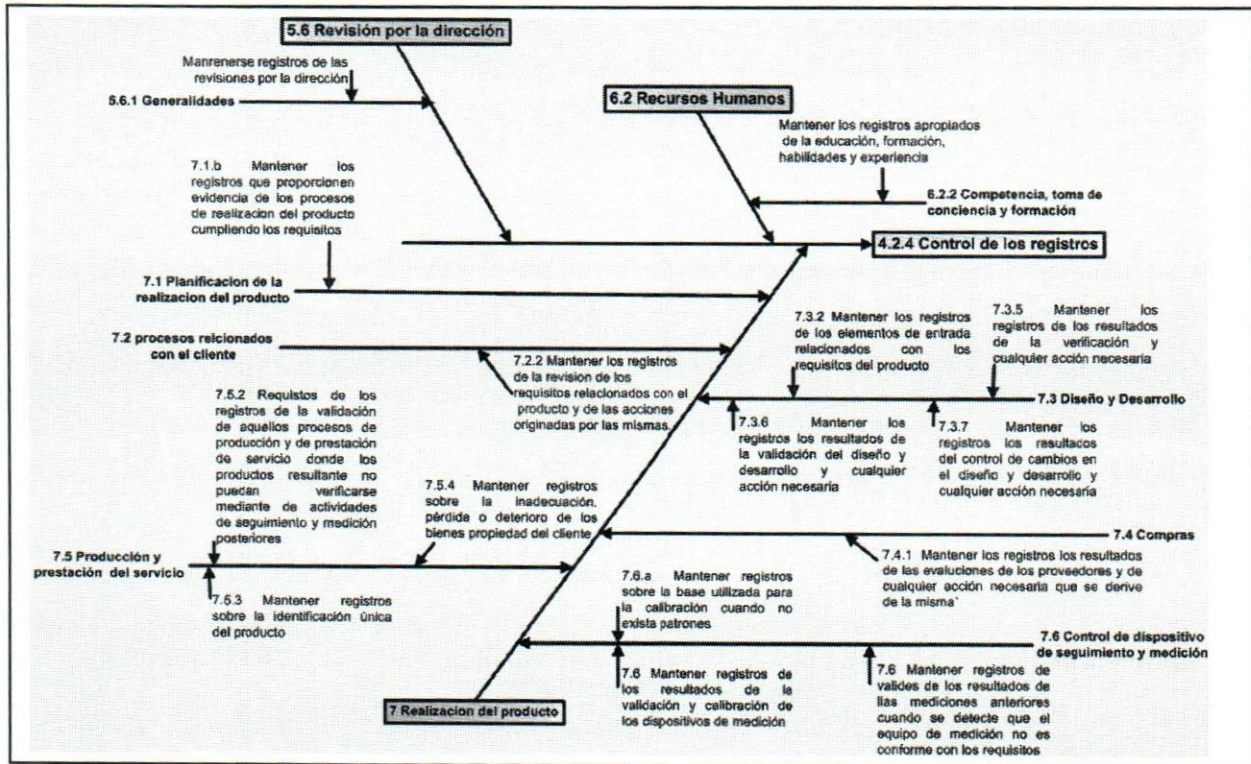 5.6 Revisión por la dirección
Manrenerse registros de las
revisiones por la dirección
5.6.1 Generalidades
6.2 Recursos Humanos
Mantener los registros apropiados
de la educación, formación,
habilidades y experiencia
6.2.2 Competencia, toma de
conciencia y formación
7.1.b Mantener los
registros que proporcionen
evidencia de los procesos
de realizacion del producto
cumpliendo los requisitos
4.2.4 Control de los registros
7.1 Planificacion de la
realizacion del producto
7.2 procesos relcionados
con el cliente
7.2.2 Mantener los registros
de la revision de los
requisitos relacionados con el
producto y de las acciones
originadas por las mismas.
7.3.2 Mantener los registros
de los elementos de entrada
relacionados con los
requisitos del producto
7.3.5 Mantener los
registros de los resultados
de la verificación y
cualquier acción necesaria
7.3 Diseño y Desarrollo
7.3.6 Mantener los
registros los resultados de
la validación del diseño y
desarrollo y cualquier
acción necesaria
7.3.7 Mantener los
registros los resultados
del control de cambios en
el diseño y desarrollo y
cualquier acción necesaria
7.5.2 Requistos de los
registros de la validación
de aquellos procesos de
producción y de prestación
de servicio donde los
productos resultante no
puedan verificarse
mediante de actividades
de seguimiento y medición
posteriores
7.5.4 Mantener registros
sobre la inadecuación,
pérdida o deterioro de los
bienes propiedad del cliente
7.5 Producción y
prestación del servicio
7.5.3 Mantener registros
sobre la identificación única
del producto
7.4 Compras
7.4.1 Mantener los registros los resultados
de las evaluciones de los proveedores y de
cualquier acción necesaria que se derive
de la misma`
7.6.a Mantener registros
sobre la base utilizada para
la calibración cuando no
exista patrones
7.6 Control de dispositivo
de seguimiento y medición
7.6 Mantener registros de
los resultados de la
validación y calibración
de los dispositivos de medición
7.6 Mantener registros de
valides de los resultados de
llas mediciones anteriores
cuando se detecte que el
equipo de medición no es
conforme con los requisitos
7 Realizacion del producto